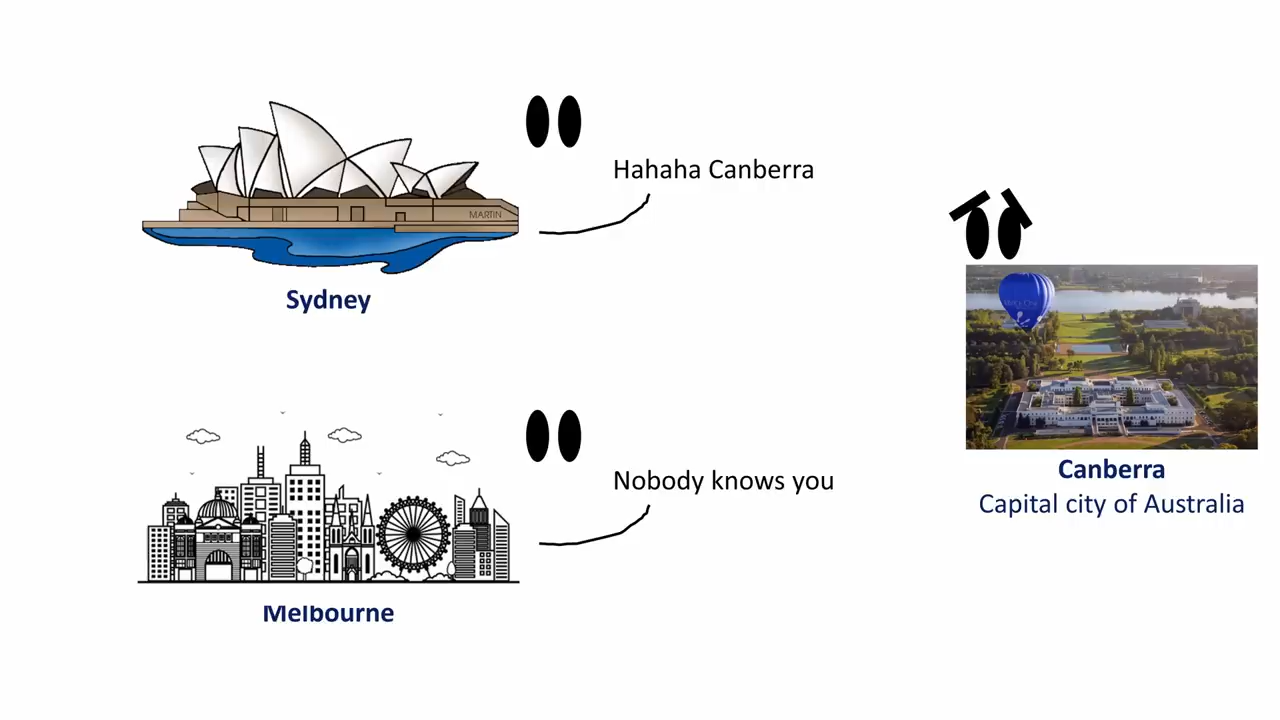 Hahaha Canberra
MARTIN
Sydney
Nobody knows you
Melbourne
Canberra
Capital city of Australia